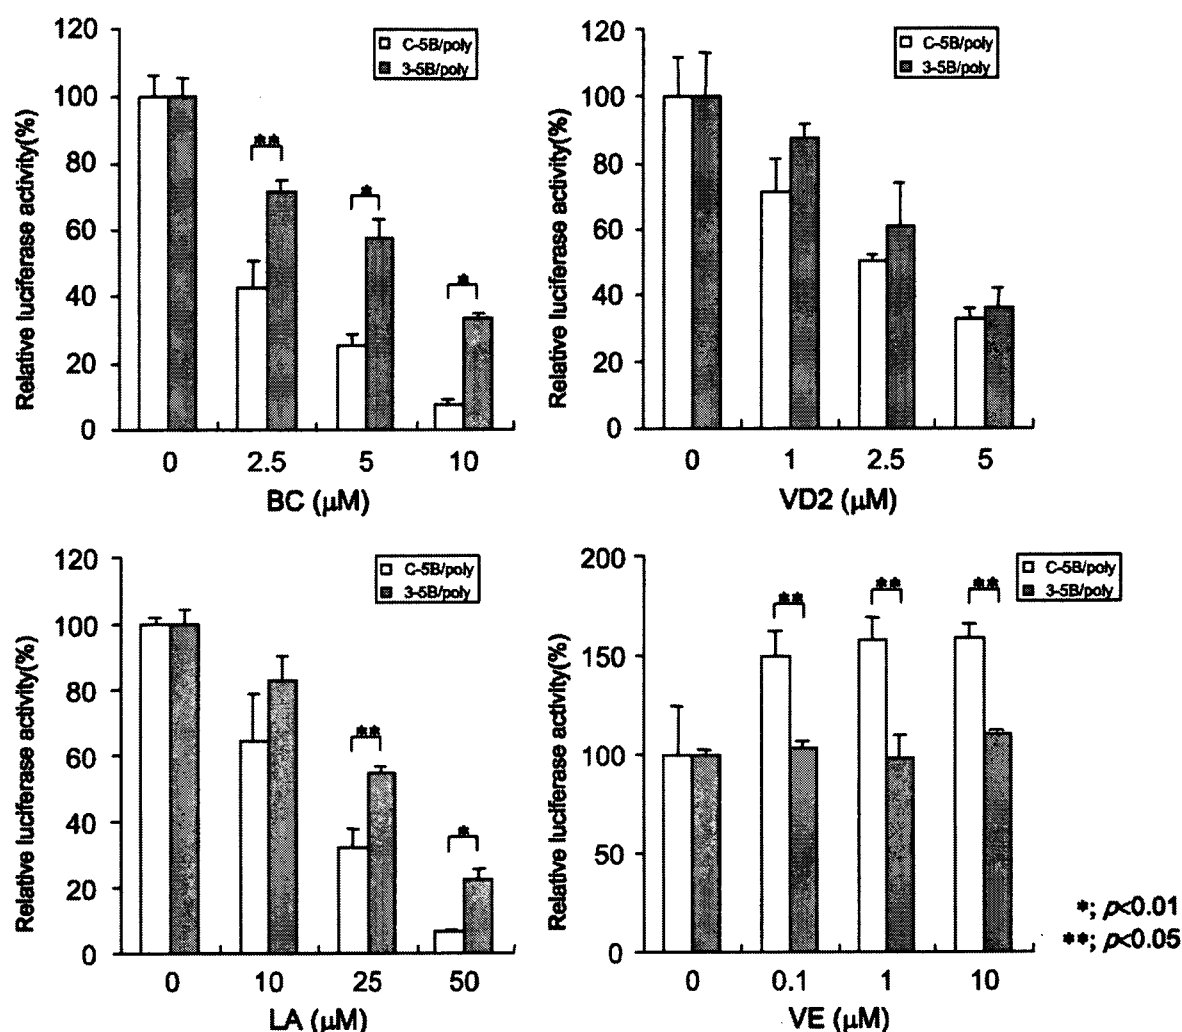 120
100
80
60
40
20
0
Relative luciferase activity(%)
C-5B/poly
3-5B/poly
**
*
*
0 2.5 5 10
BC (μM)
120
100
80
60
40
20
0
Relative luciferase activity(%)
C-5B/poly
3-5B/poly
0 1 2.5 5
VD2 (μM)
120
100
80
60
40
20
0
Relative luciferase activity(%)
C-5B/poly
3-5B/poly
**
*
0 10 25 50
LA (μM)
200
150
100
50
0
Relative luciferase activity(%)
C-5B/poly
3-5B/poly
**
**
**
0 0.1 1 10
VE (μM)
*; p<0.01
**; p<0.05